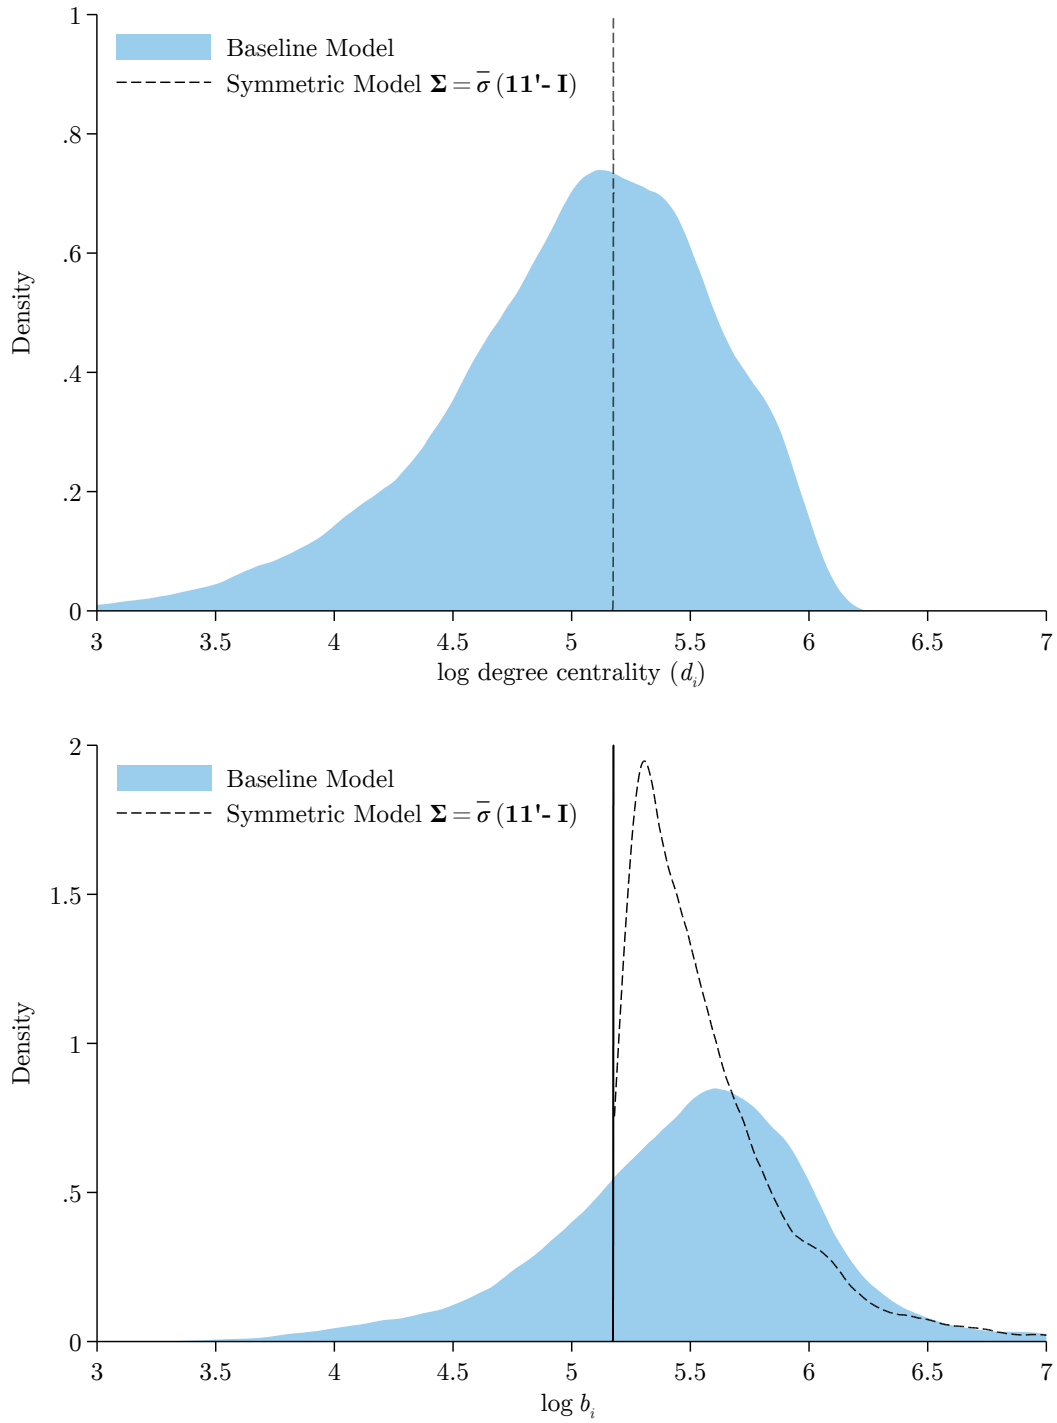 1
Baseline Model
Symmetric Model Σ = σ̄ (11'- I)
.8
.6
Density
.4
.2
0
3 3.5 4 4.5 5 5.5 6 6.5 7
log degree centrality (dᵢ)
2
Baseline Model
Symmetric Model Σ = σ̄ (11'- I)
1.5
Density
1
.5
0
3 3.5 4 4.5 5 5.5 6 6.5 7
log bᵢ